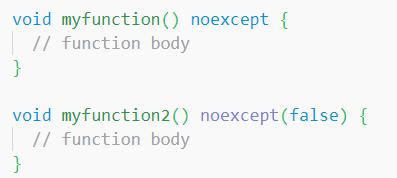 void myfunction() noexcept {
  // function body
}
void myfunction2() noexcept(false) {
  // function body
}